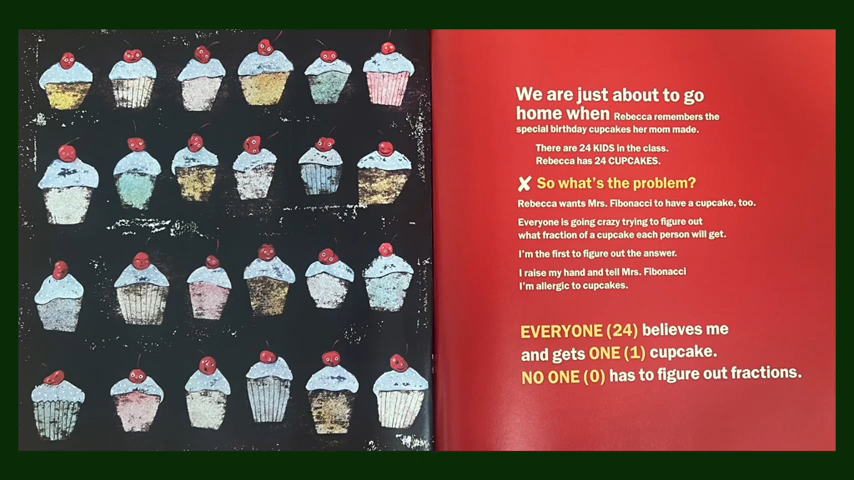 We are just about to go
home when Rebecca remembers the
special birthday cupcakes her mom made.
There are 24 KIDS in the class.
Rebecca has 24 CUPCAKES.
✘ So what's the problem?
Rebecca wants Mrs. Fibonacci to have a cupcake, too.
Everyone is going crazy trying to figure out
what fraction of a cupcake each person will get.
I'm the first to figure out the answer.
I raise my hand and tell Mrs. Fibonacci
I'm allergic to cupcakes.
EVERYONE (24) believes me
and gets ONE (1) cupcake.
NO ONE (0) has to figure out fractions.